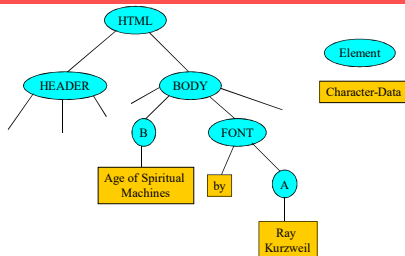 HTML
Element
HEADER
BODY
Character-Data
B
FONT
Age of Spiritual
Machines
by
A
Ray
Kurzweil